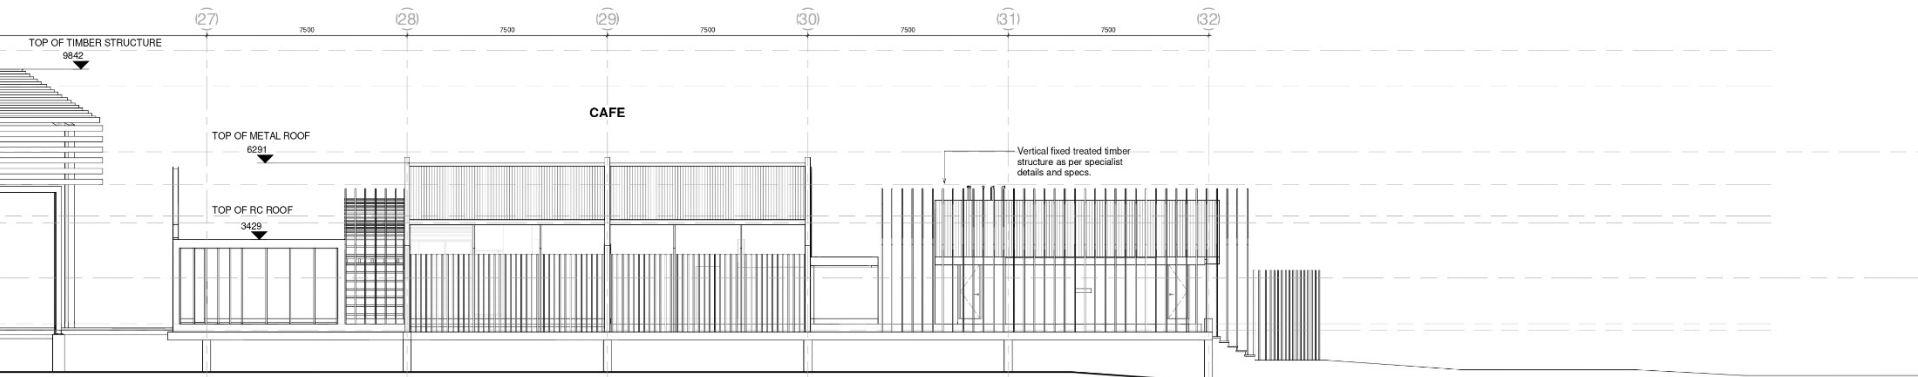 (27) (28) (29) (30) (31) (32)
7500 7500 7500 7500 7500
TOP OF TIMBER STRUCTURE
9842
CAFE
TOP OF METAL ROOF
6291
Vertical fixed treated timber
structure as per specialist
details and specs.
TOP OF RC ROOF
3429